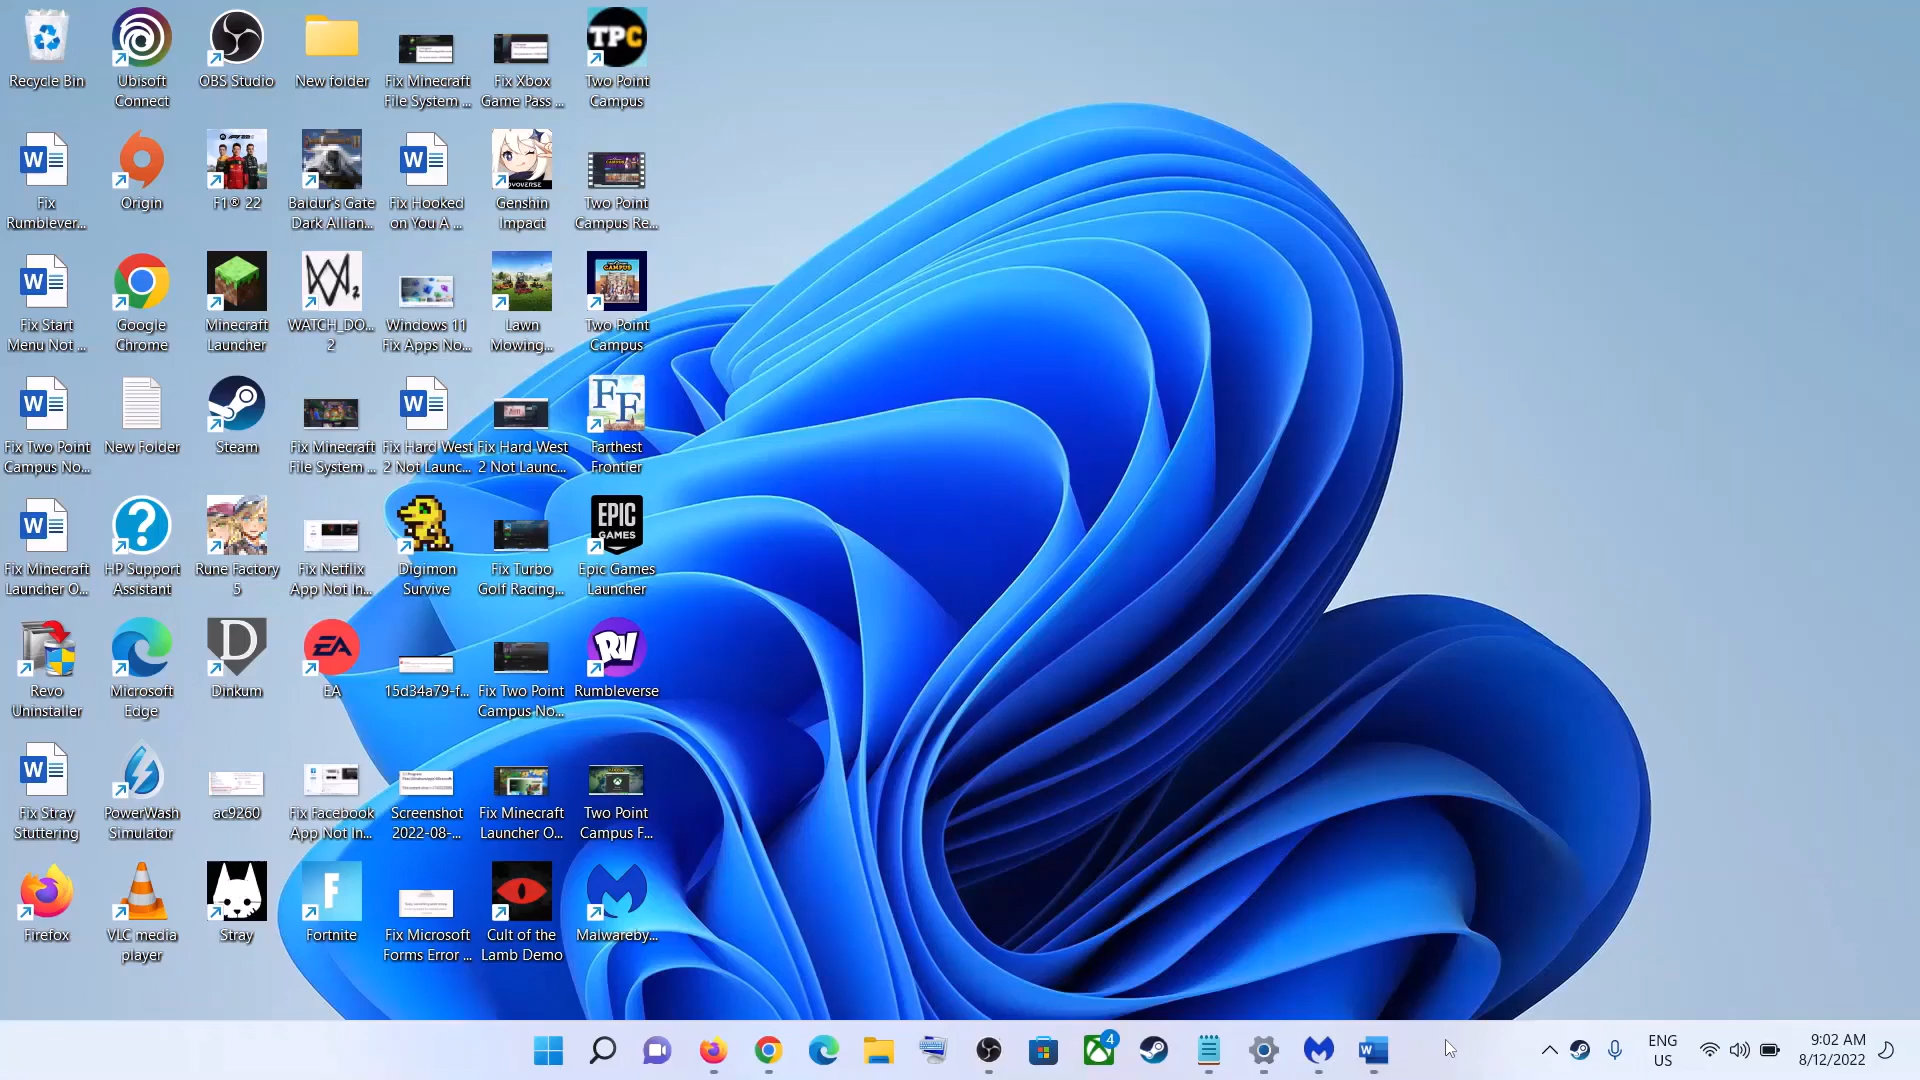 Recycle Bin
Ubisoft
Connect
OBS Studio
New folder
Fix Minecraft
File System ...
Fix Xbox
Game Pass ...
TPC
Two Point
Campus
Fix
Rumblever...
Origin
F1® 22
Baldur's Gate
Dark Allian...
Fix Hooked
on You A ...
Genshin
Impact
Two Point
Campus Re...
Fix Start
Menu Not ...
Google
Chrome
Minecraft
Launcher
WATCH_DO...
2
Windows 11
Fix Apps No...
Lawn
Mowing...
CAMPUS
Two Point
Campus
Fix Two Point
Campus No...
New Folder
Steam
Fix Minecraft
File System ...
Fix Hard West
2 Not Launc...
Fix Hard West
2 Not Launc...
FF
Farthest
Frontier
Fix Minecraft
Launcher O...
HP Support
Assistant
Rune Factory
5
Fix Netflix
App Not In...
Digimon
Survive
Fix Turbo
Golf Racing...
EPIC
GAMES
Epic Games
Launcher
Revo
Uninstaller
Microsoft
Edge
D
Dinkum
EA
EA
15d34a79-f...
Fix Two Point
Campus No...
RV
Rumbleverse
Fix Stray
Stuttering
PowerWash
Simulator
ac9260
Fix Facebook
App Not In...
Screenshot
2022-08-...
Fix Minecraft
Launcher O...
Two Point
Campus F...
Firefox
VLC media
player
Stray
F
Fortnite
Fix Microsoft
Forms Error ...
Cult of the
Lamb Demo
Malwareby...
4
ENG
US
9:02 AM
8/12/2022